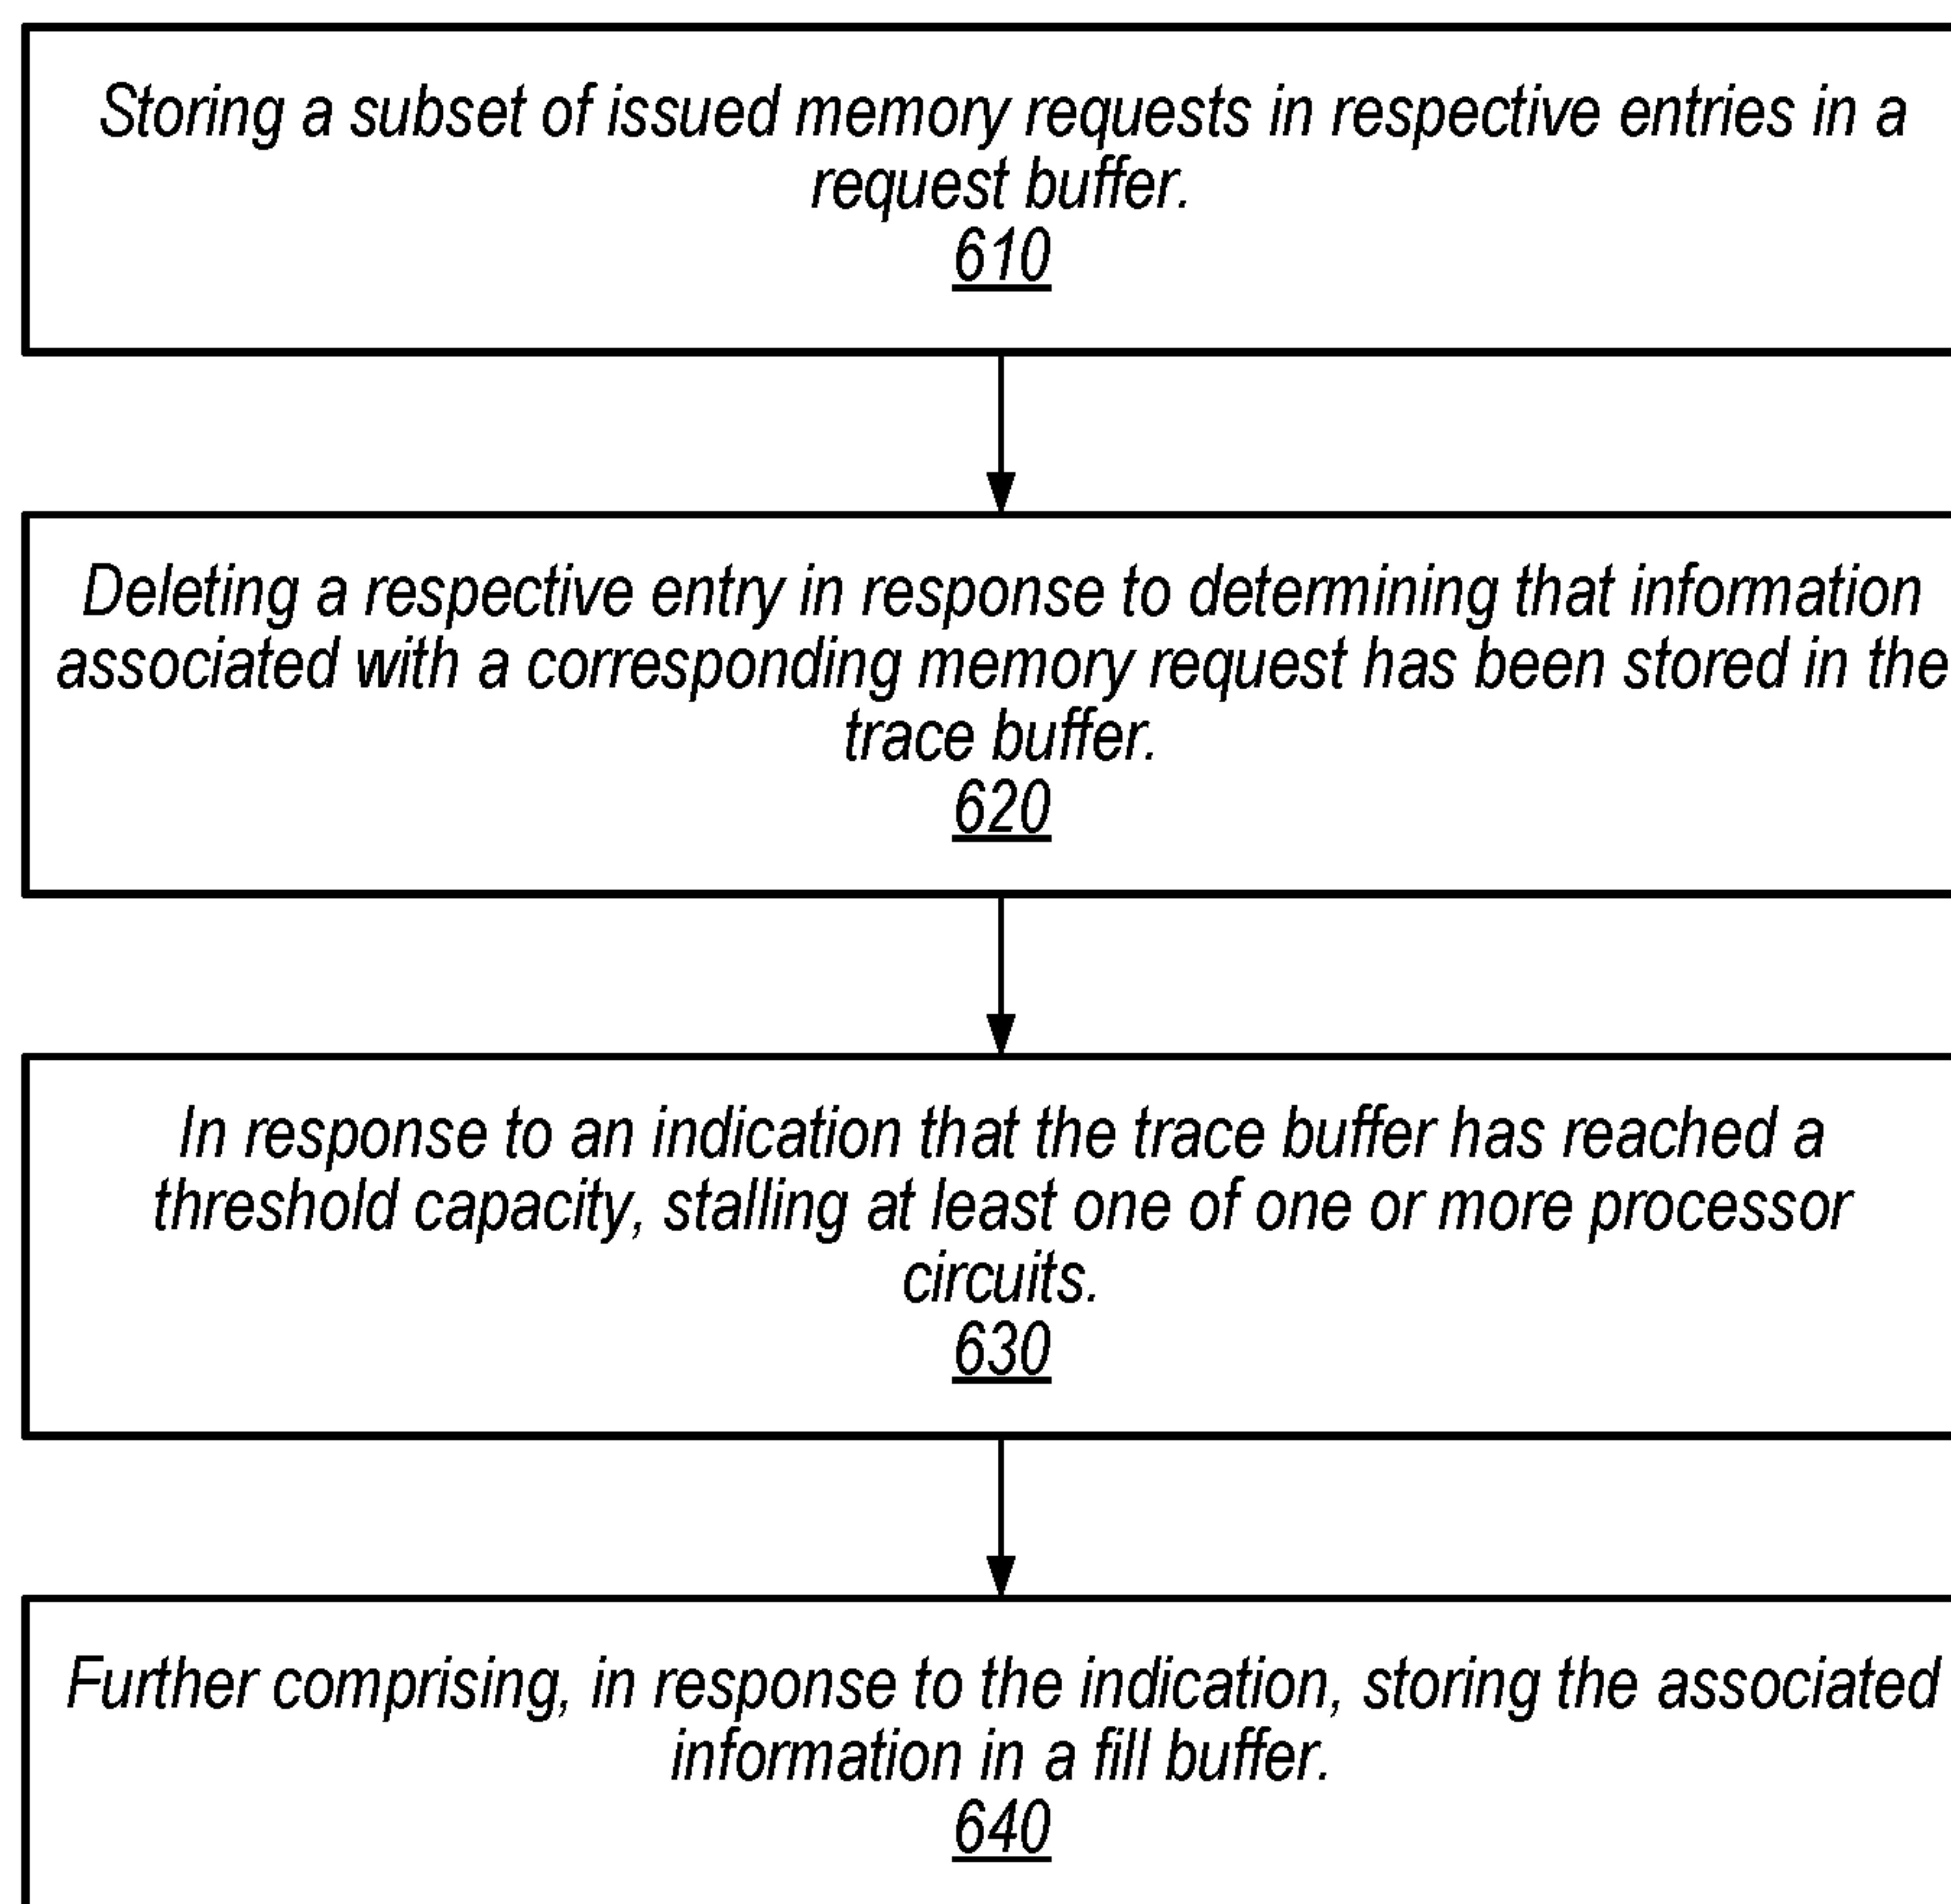 Storing a subset of issued memory requests in respective entries in a
request buffer.
610
Deleting a respective entry in response to determining that information
associated with a corresponding memory request has been stored in the
trace buffer.
620
In response to an indication that the trace buffer has reached a
threshold capacity, stalling at least one of one or more processor
circuits.
630
Further comprising, in response to the indication, storing the associated
information in a fill buffer.
640